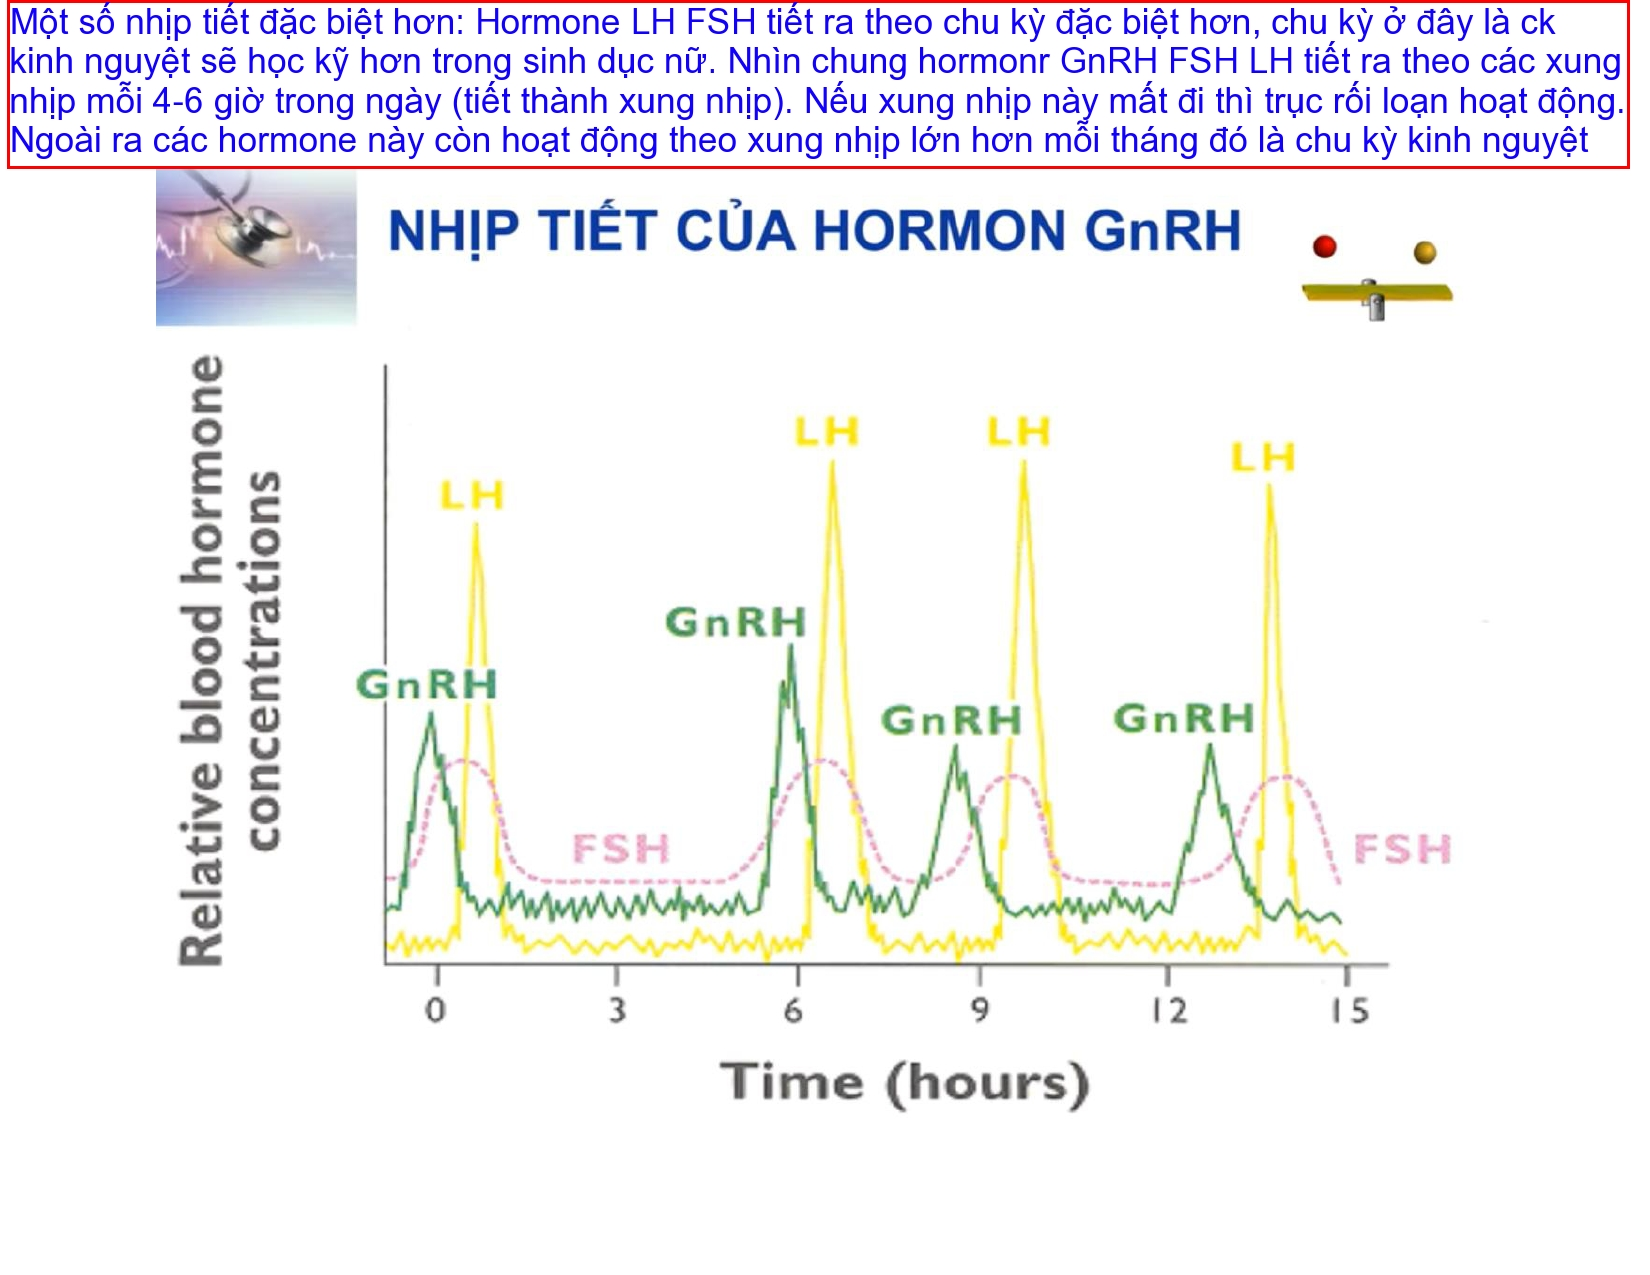 Một số nhịp tiết đặc biệt hơn: Hormone LH FSH tiết ra theo chu kỳ đặc biệt hơn, chu kỳ ở đây là ck
kinh nguyệt sẽ học kỹ hơn trong sinh dục nữ. Nhìn chung hormonr GnRH FSH LH tiết ra theo các xung
nhịp mỗi 4-6 giờ trong ngày (tiết thành xung nhịp). Nếu xung nhịp này mất đi thì trục rối loạn hoạt động.
Ngoài ra các hormone này còn hoạt động theo xung nhịp lớn hơn mỗi tháng đó là chu kỳ kinh nguyệt
NHỊP TIẾT CỦA HORMON GnRH
Relative blood hormone
concentrations
LH
LH
LH
LH
GnRH
GnRH
GnRH
GnRH
FSH
FSH
0 3 6 9 12 15
Time (hours)